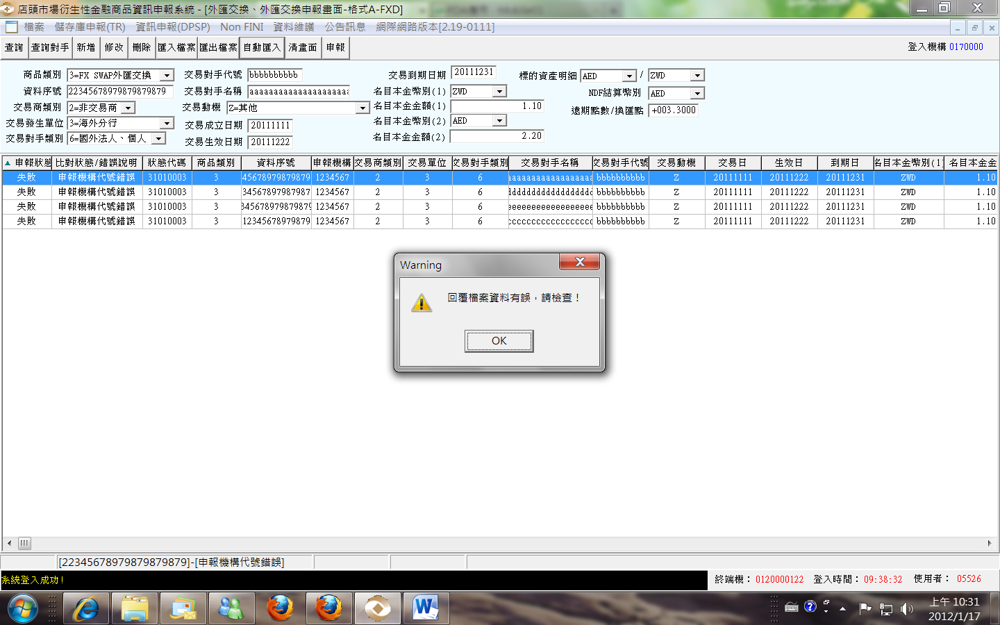 店頭市場衍生性金融商品資訊申報系統 - [外匯交換、外匯交換申報畫面-格式A-FXD]
檔案 儲存庫申報(TR) 資訊申報(DPSP) Non FINI 資料維護 公告訊息 網際網路版本[2.19-0111]
查詢 查詢對手 新增 修改 刪除 匯入檔案 匯出檔案 自動匯入 清畫面 申報 登入機構 0170000
商品類別 3=FX SWAP外匯交換 交易對手代號 bbbbbbbbbb 交易到期日期 20111231 標的資產明細 AED / ZWD
資料序號 22345678979879879879 交易對手名稱 aaaaaaaaaaaaaaaaaaaaa 名目本金幣別(1) ZWD NDF結算幣別 AED
交易商類別 2=非交易商 交易動機 Z=其他 名目本金金額(1) 1.10 遠期點數/換匯點 +003.3000
交易發生單位 3=海外分行 交易成立日期 20111111 名目本金幣別(2) AED
交易對手類別 6=國外法人、個人 交易生效日期 20111222 名目本金金額(2) 2.20
申報狀態 比對狀態/錯誤說明 狀態代碼 商品類別 資料序號 申報機構 交易商類別 交易單位 交易對手類別 交易對手名稱 交易對手代號 交易動機 交易日 生效日 到期日 名目本金幣別(1) 名目本金金
失敗 申報機構代號錯誤 31010003 3 45678979879879 1234567 2 3 6 aaaaaaaaaaaaaaaaaa bbbbbbbbbb Z 20111111 20111222 20111231 ZWD 1.10
失敗 申報機構代號錯誤 31010003 3 345678979879879 1234567 2 3 6 dddddddddddddddddd bbbbbbbbbb Z 20111111 20111222 20111231 ZWD 1.10
失敗 申報機構代號錯誤 31010003 3 345678979879879 1234567 2 3 6 eeeeeeeeeeeeeeeeee bbbbbbbbbb Z 20111111 20111222 20111231 ZWD 1.10
失敗 申報機構代號錯誤 31010003 3 12345678979879 1234567 2 3 6 cccccccccccccccccc bbbbbbbbbb Z 20111111 20111222 20111231 ZWD 1.10
Warning
回覆檔案資料有誤，請檢查！
OK
[22345678979879879879]-[申報機構代號錯誤]
系統登入成功!
終端機： 0120000122 登入時間： 09:38:32 使用者： 05526
上午 10:31
2012/1/17